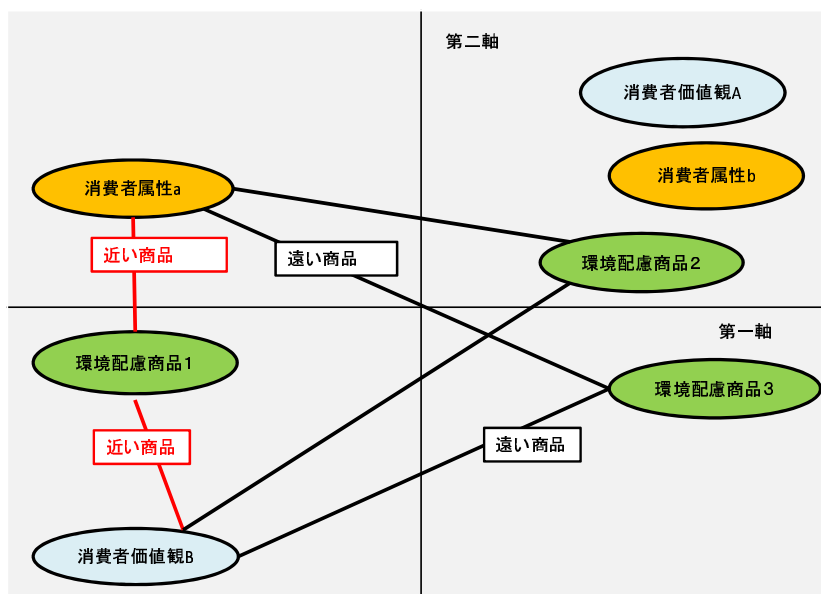 第二軸
消費者価値観A
消費者属性b
消費者属性a
近い商品
遠い商品
環境配慮商品２
第一軸
環境配慮商品1
環境配慮商品３
近い商品
遠い商品
消費者価値観B